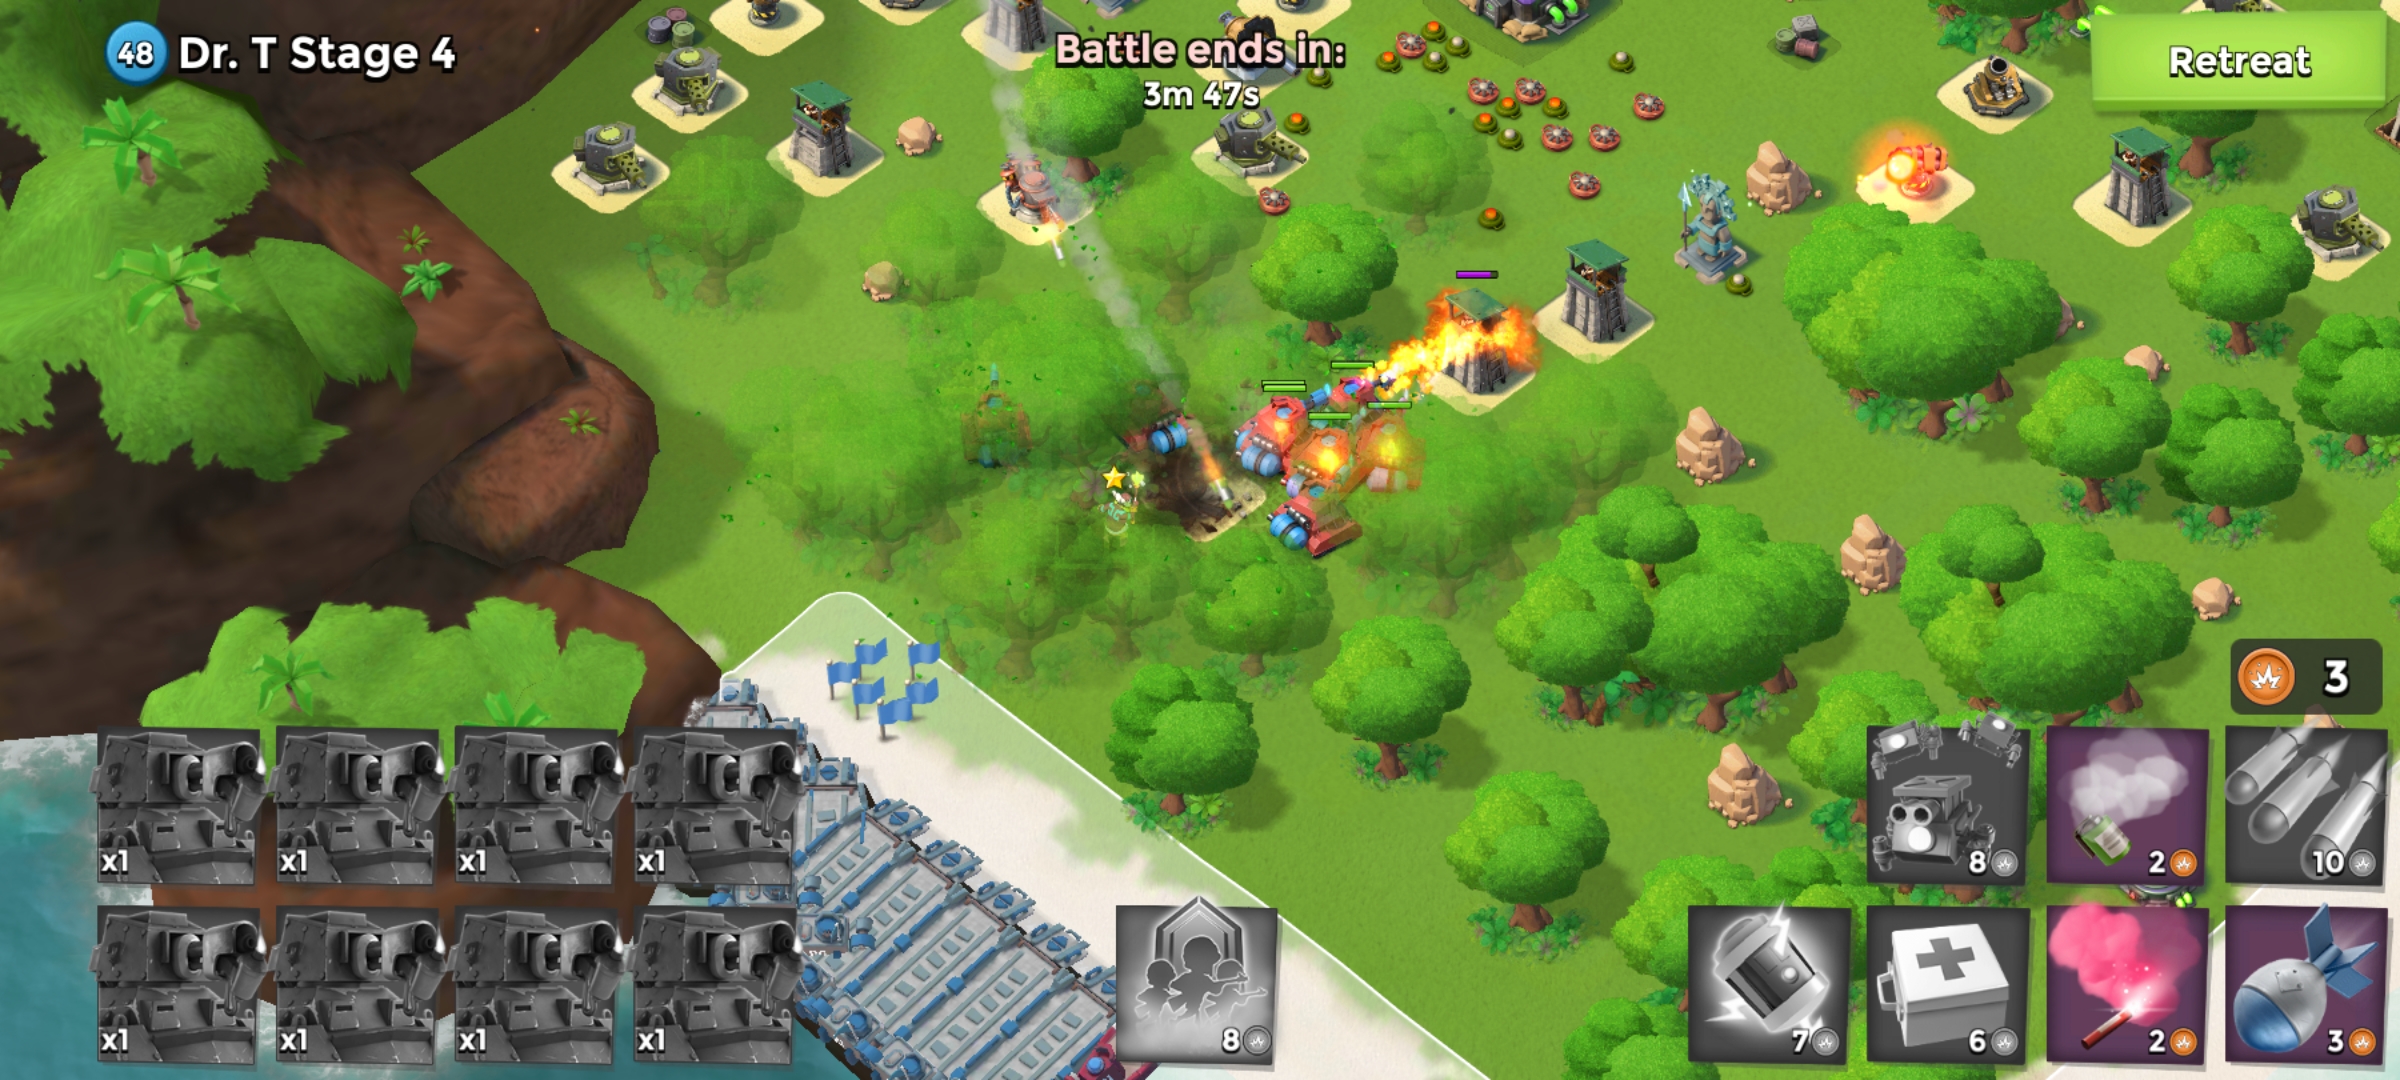 48 Dr. T Stage 4
Battle ends in:
3m 47s
Retreat
3
x1 x1 x1 x1
8 2 10
x1 x1 x1 x1
8 7 6 2 3